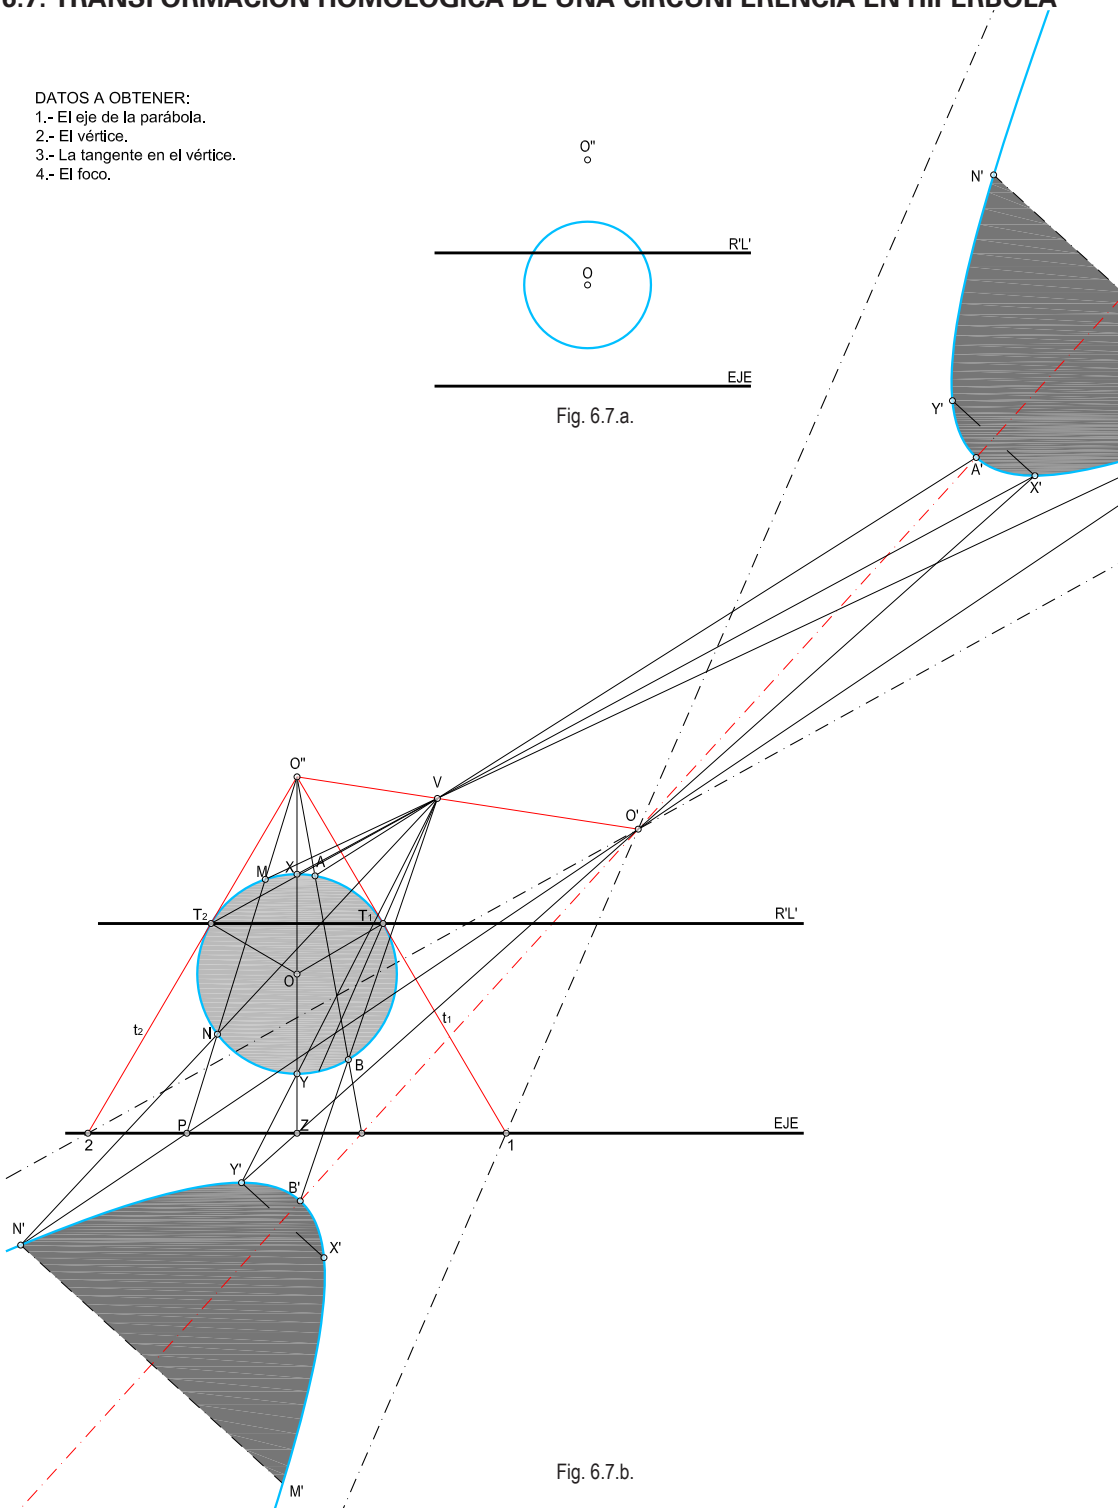 6.7. TRANSFORMACIÓN HOMOLÓGICA DE UNA CIRCUNFERENCIA EN HIPÉRBOLA
DATOS A OBTENER:
1.- El eje de la parábola.
2.- El vértice.
3.- La tangente en el vértice.
4.- El foco.
O"
R'L'
O
EJE
Fig. 6.7.a.
N'
Y'
A'
X'
O"
V
O'
M
X
A
T2
T1
R'L'
O
t2
t1
N
Y
B
2
P
Z
1
EJE
Y'
B'
N'
X'
M'
Fig. 6.7.b.